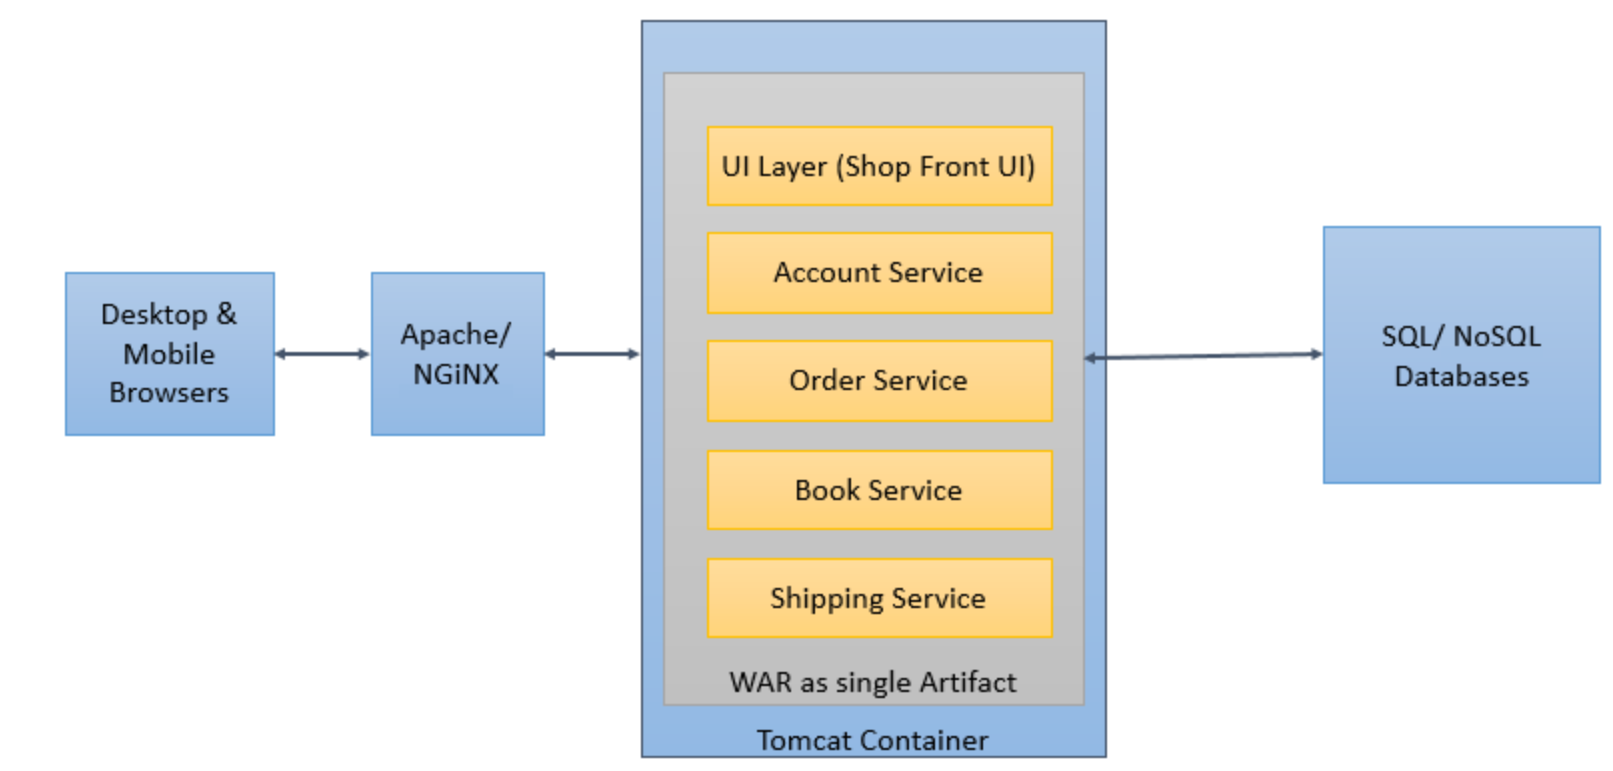 Desktop &
Mobile
Browsers
Apache/
NGiNX
UI Layer (Shop Front UI)
Account Service
Order Service
Book Service
Shipping Service
WAR as single Artifact
Tomcat Container
SQL/ NoSQL
Databases